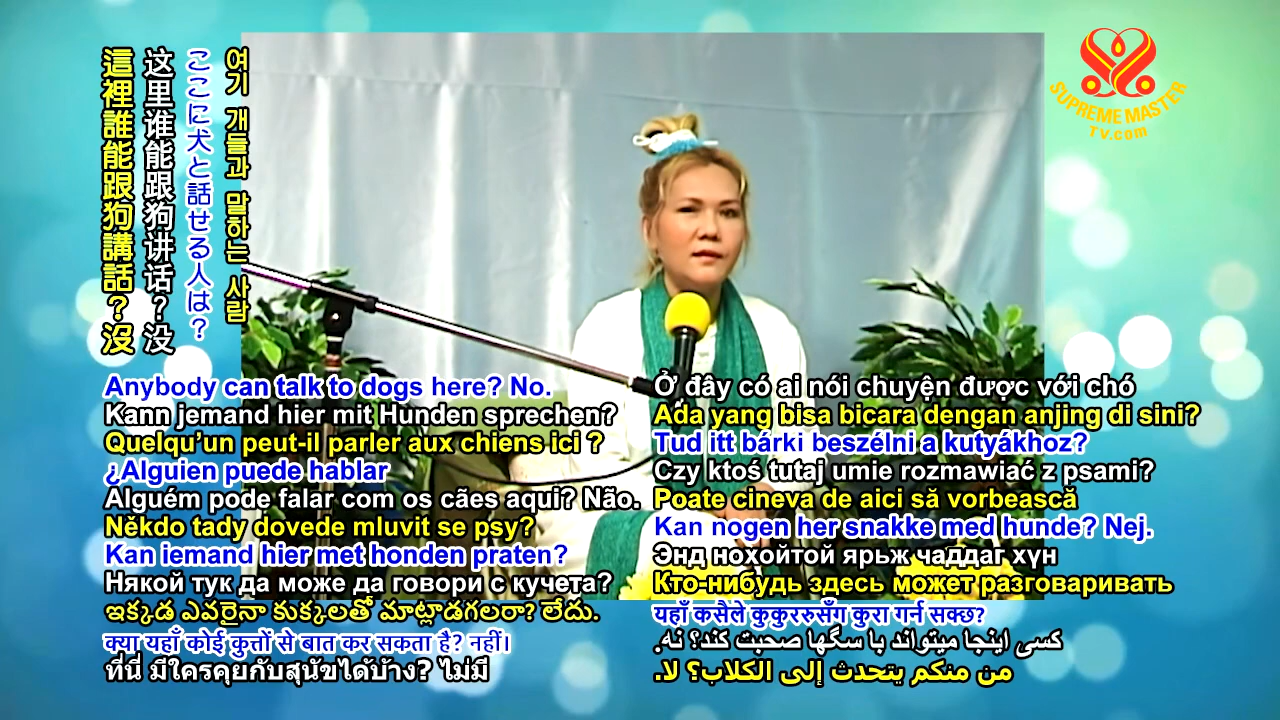 這裡誰能跟狗講話？沒
这里谁能跟狗讲话？没
ここに犬と話せる人は？
여기 개들과 말하는 사람
SUPREME MASTER
TV.com
Anybody can talk to dogs here? No.
Kann jemand hier mit Hunden sprechen?
Quelqu’un peut-il parler aux chiens ici ?
¿Alguien puede hablar
Alguém pode falar com os cães aqui? Não.
Někdo tady dovede mluvit se psy?
Kan iemand hier met honden praten?
Някой тук да може да говори с кучета?
ఇక్కడ ఎవరైనా కుక్కలతో మాట్లాడగలరా? లేదు.
क्या यहाँ कोई कुत्तों से बात कर सकता है? नहीं।
ที่นี่ มีใครคุยกับสุนัขได้บ้าง? ไม่มี
Ở đây có ai nói chuyện được với chó
Ada yang bisa bicara dengan anjing di sini?
Tud itt bárki beszélni a kutyákhoz?
Czy ktoś tutaj umie rozmawiać z psami?
Poate cineva de aici să vorbească
Kan nogen her snakke med hunde? Nej.
Энд нохойтой ярьж чаддаг хүн
Кто-нибудь здесь может разговаривать
यहाँ कसैले कुकुररुसँग कुरा गर्न सक्छ?
کسی اینجا میتواند با سگها صحبت کند؟ نه.
من منكم يتحدث إلى الكلاب؟ لا.